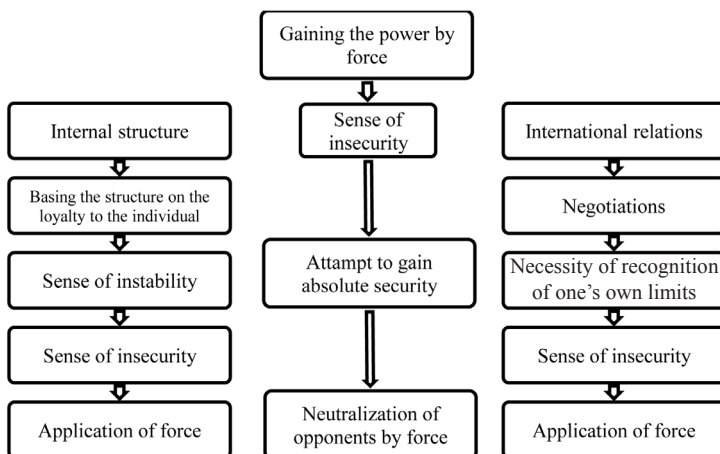 Gaining the power by
force
Internal structure
Sense of
insecurity
International relations
Basing the structure on the
loyalty to the individual
Negotiations
Sense of instability
Attampt to gain
absolute security
Necessity of recognition
of one's own limits
Sense of insecurity
Sense of insecurity
Application of force
Neutralization of
opponents by force
Application of force